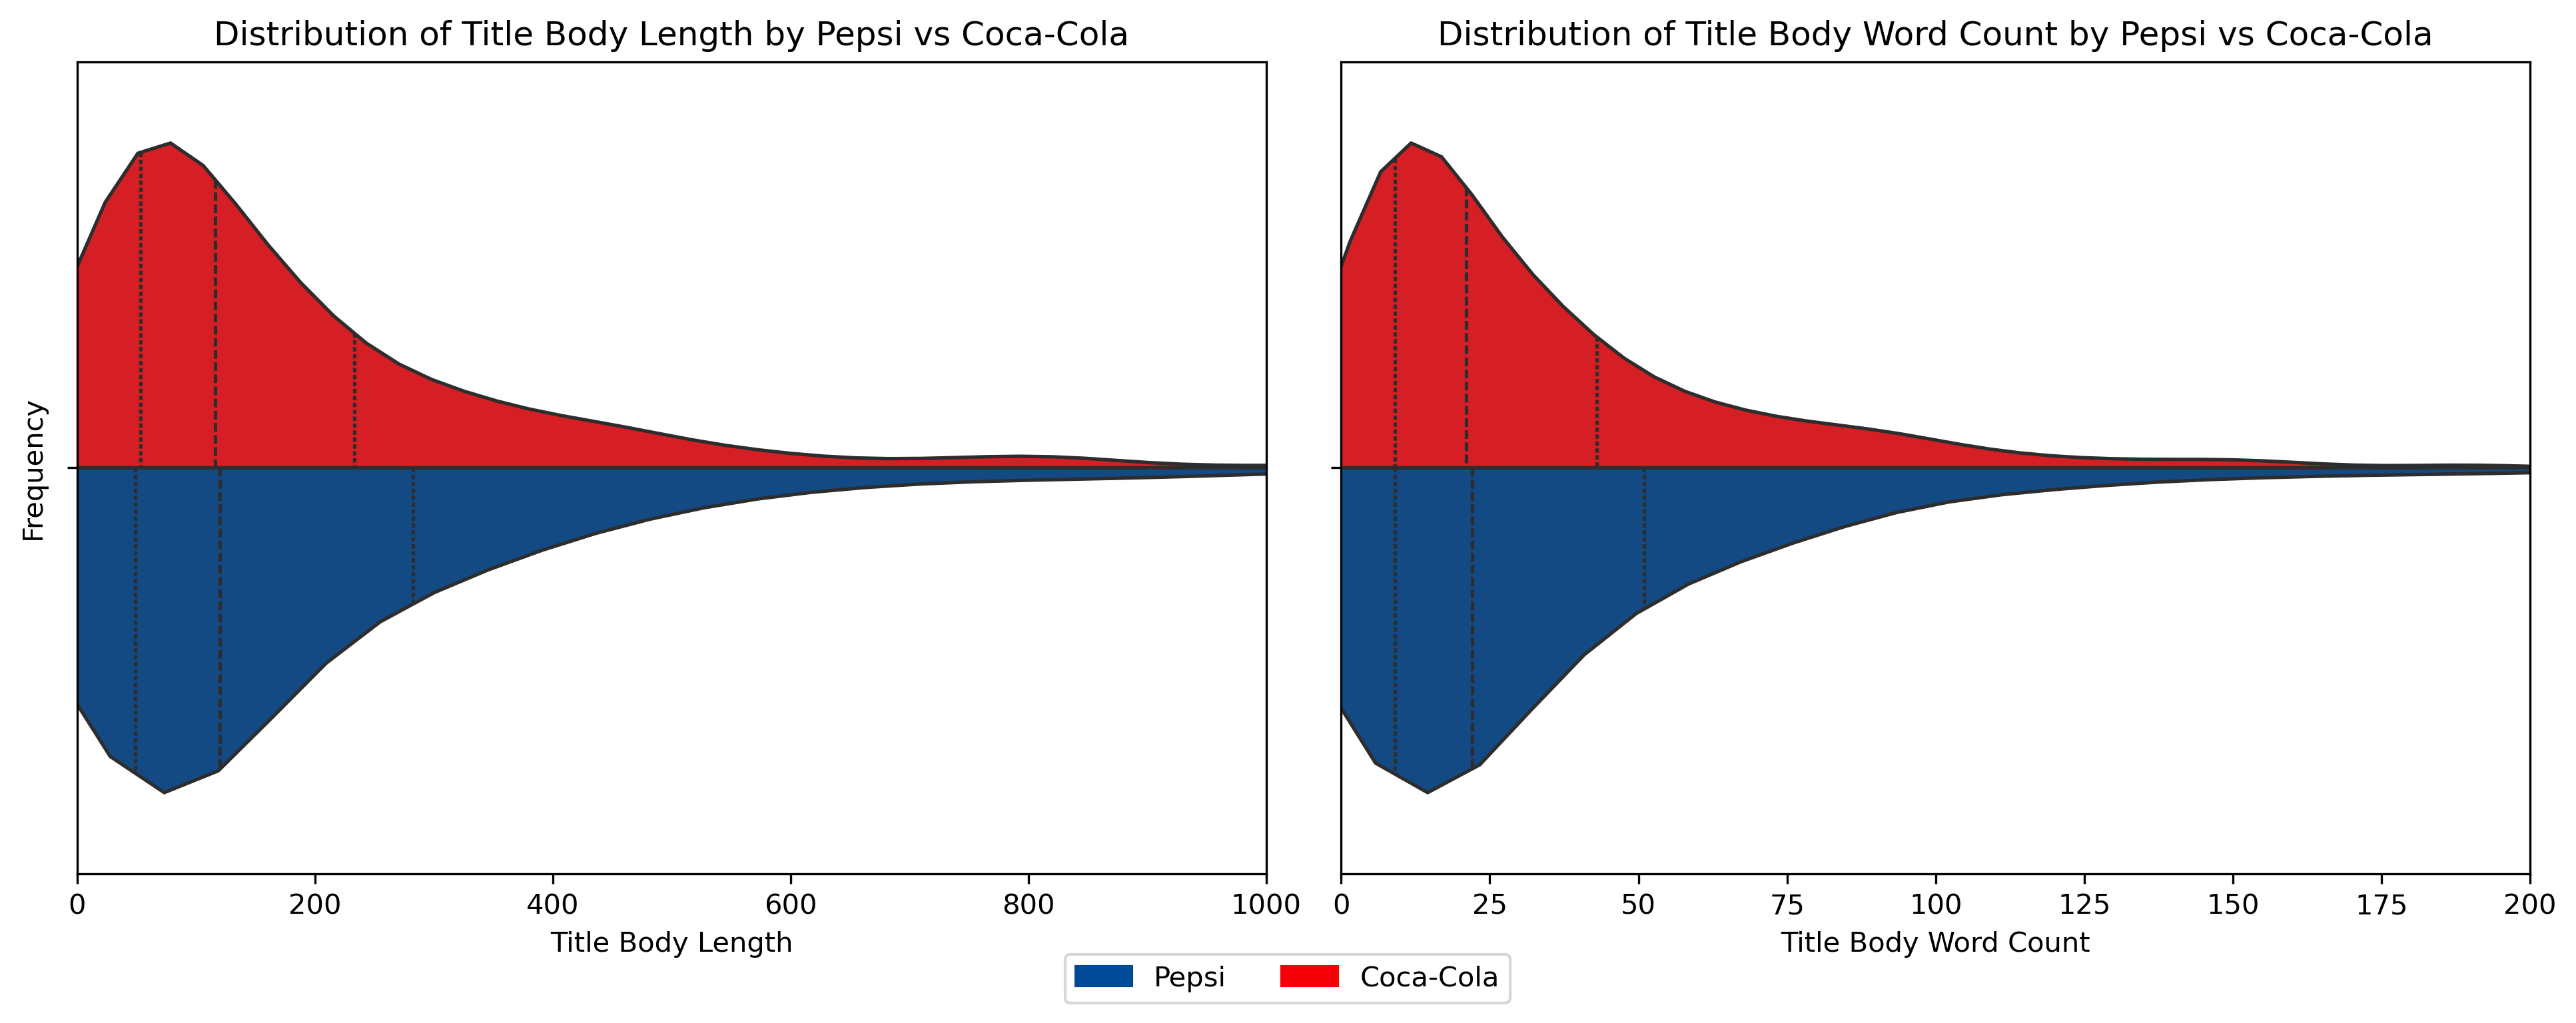 Distribution of Title Body Length by Pepsi vs Coca-Cola
Frequency
0 200 400 600 800 1000
Title Body Length
Distribution of Title Body Word Count by Pepsi vs Coca-Cola
0 25 50 75 100 125 150 175 200
Title Body Word Count
Pepsi Coca-Cola